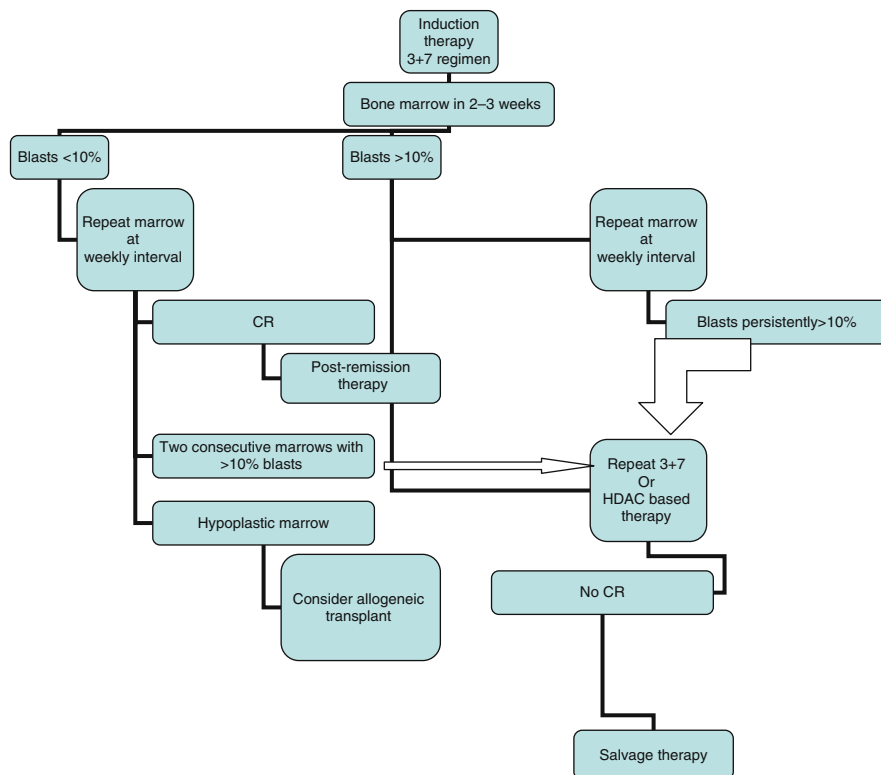 Induction
therapy
3+7 regimen
Bone marrow in 2–3 weeks
Blasts <10%
Blasts >10%
Repeat marrow
at
weekly interval
Repeat marrow
at
weekly interval
CR
Blasts persistently>10%
Post-remission
therapy
Two consecutive marrows with
>10% blasts
Repeat 3+7
Or
HDAC based
therapy
Hypoplastic marrow
Consider allogeneic
transplant
No CR
Salvage therapy